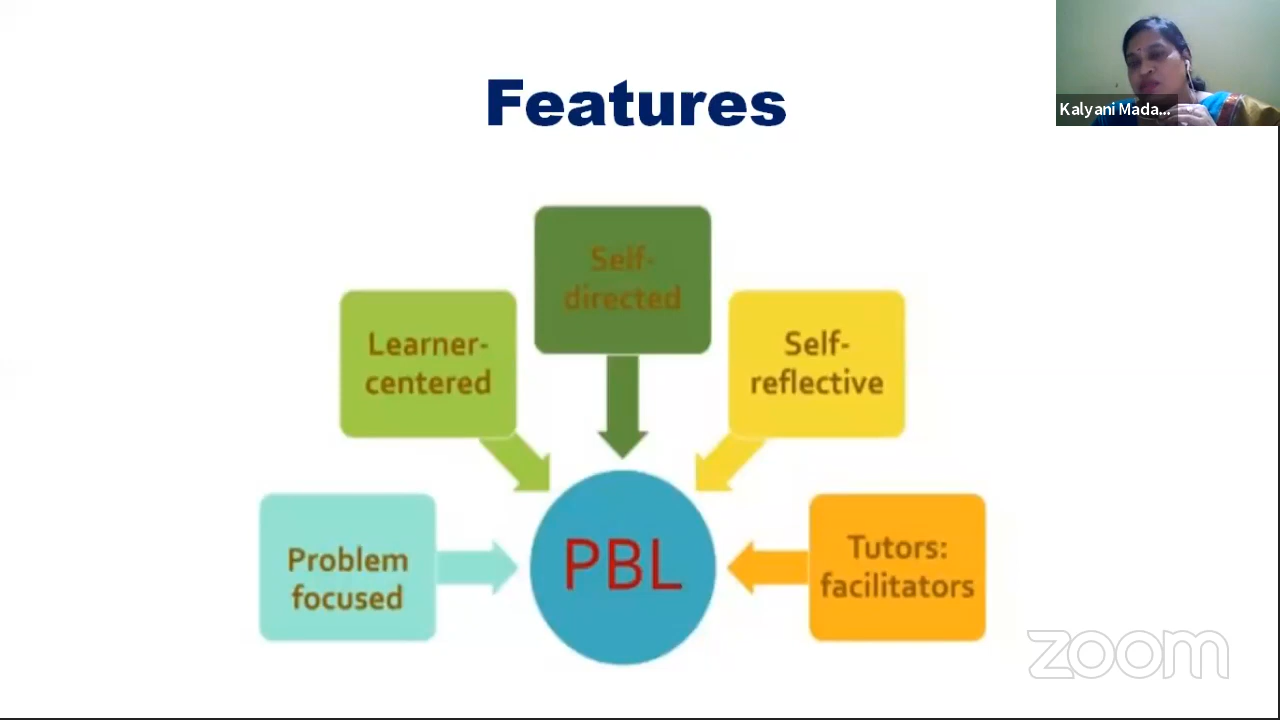 Features
Kalyani Mada...
Self-
directed
Learner-
centered
Self-
reflective
Problem
focused
PBL
Tutors:
facilitators
zoom